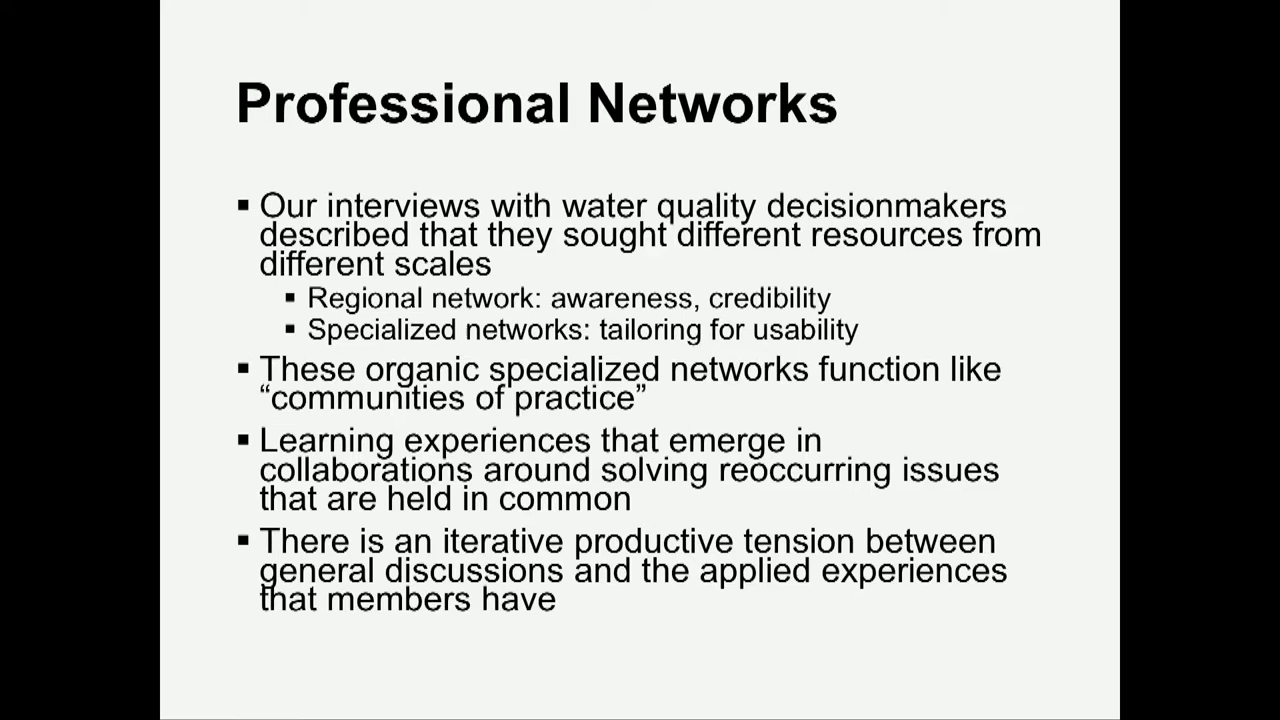 Professional Networks
▪ Our interviews with water quality decisionmakers
described that they sought different resources from
different scales
▪ Regional network: awareness, credibility
▪ Specialized networks: tailoring for usability
▪ These organic specialized networks function like
“communities of practice”
▪ Learning experiences that emerge in
collaborations around solving reoccurring issues
that are held in common
▪ There is an iterative productive tension between
general discussions and the applied experiences
that members have